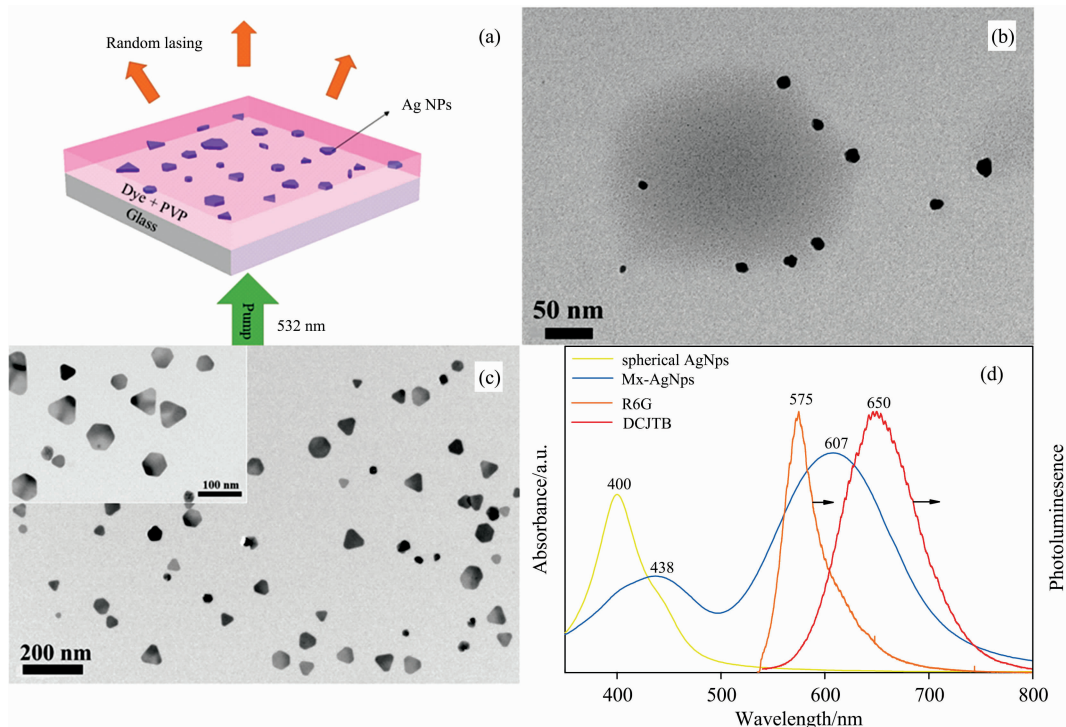 (a)
Random lasing
Ag NPs
Dye + PVP
Glass
Pump
532 nm
(b)
50 nm
(c)
100 nm
200 nm
(d)
spherical AgNps
Mx-AgNps
R6G
DCJTB
575
650
607
400
438
Absorbance/a.u.
Photoluminesence
400
500
600
700
800
Wavelength/nm